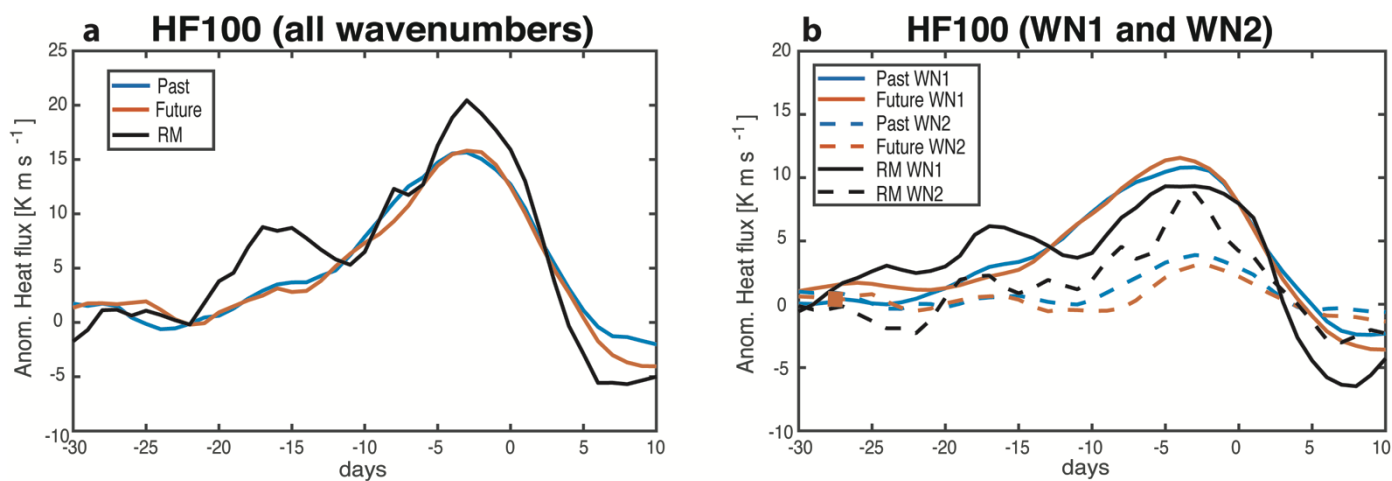 a HF100 (all wavenumbers)
25
20
15
10
5
0
-5
-10
Anom. Heat flux [K m s -1]
Past
Future
RM
-30 -25 -20 -15 -10 -5 0 5 10
days
b HF100 (WN1 and WN2)
20
15
10
5
0
-5
-10
Anom. Heat flux [K m s -1]
Past WN1
Future WN1
Past WN2
Future WN2
RM WN1
RM WN2
-30 -25 -20 -15 -10 -5 0 5 10
days